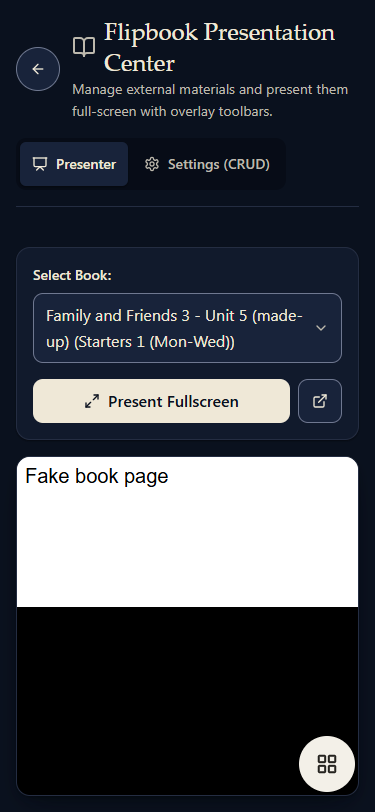 Flipbook Presentation
Center
Manage external materials and present them
full-screen with overlay toolbars.
Presenter
Settings (CRUD)
Select Book:
Family and Friends 3 - Unit 5 (made-
up) (Starters 1 (Mon-Wed))
Present Fullscreen
Fake book page